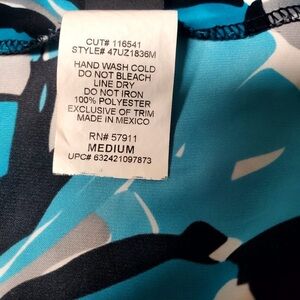 CUT# 116541
STYLE# 47UZ1836M
HAND WASH COLD
DO NOT BLEACH
LINE DRY
DO NOT IRON
100% POLYESTER
EXCLUSIVE OF TRIM
MADE IN MEXICO
RN# 57911
MEDIUM
UPC# 632421097873